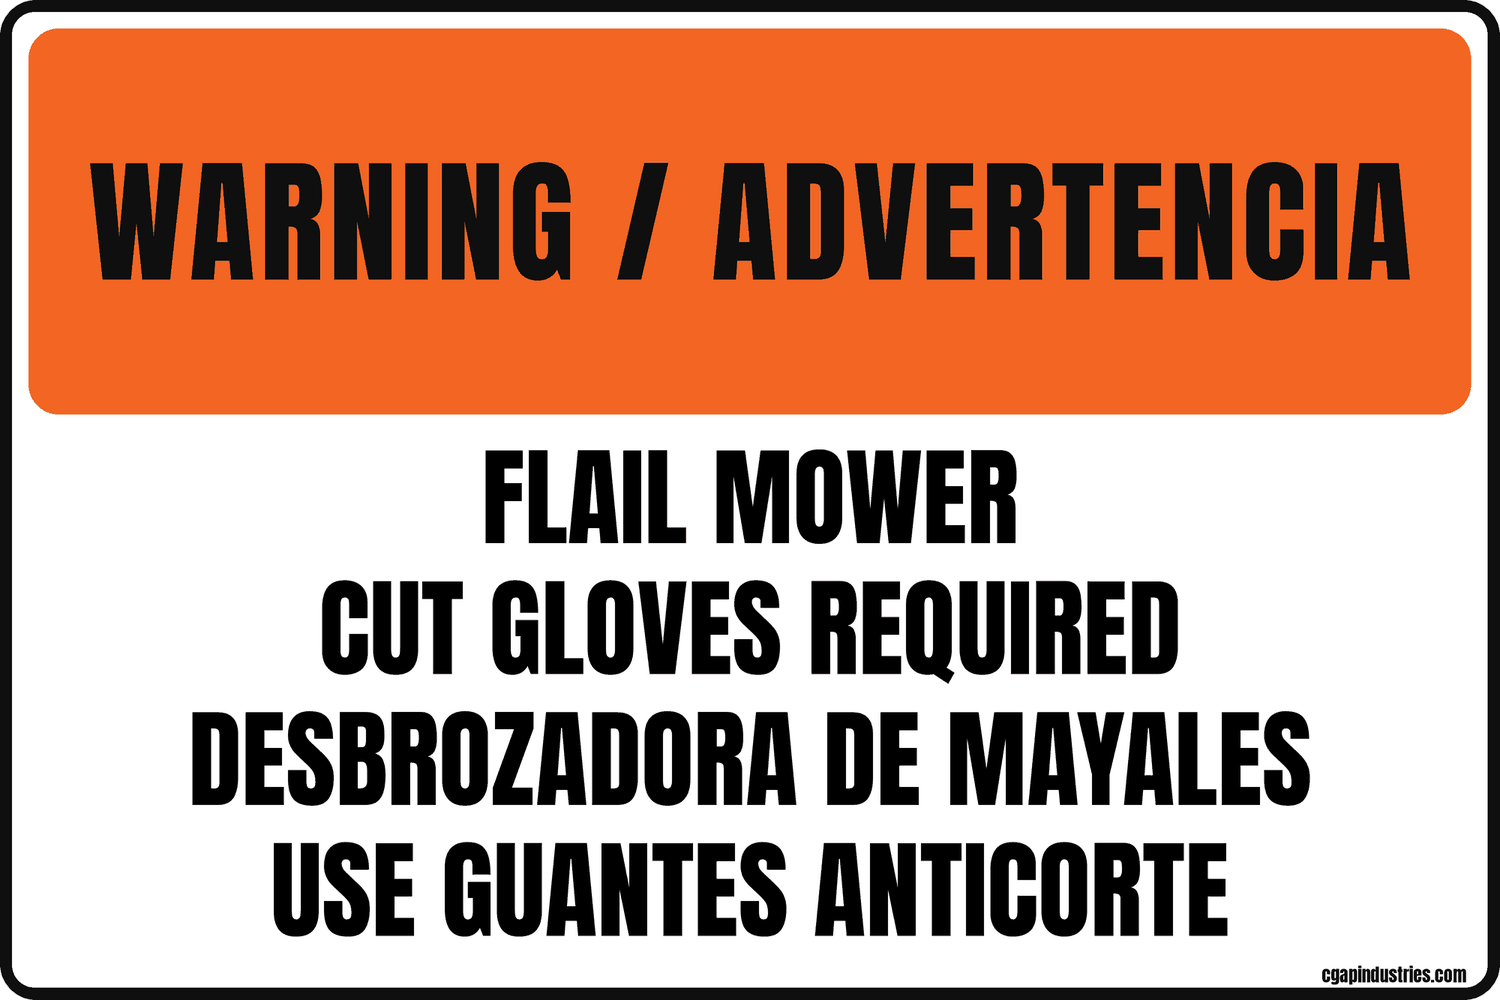 WARNING / ADVERTENCIA
FLAIL MOWER
CUT GLOVES REQUIRED
DESBROZADORA DE MAYALES
USE GUANTES ANTICORTE
cgapindustries.com